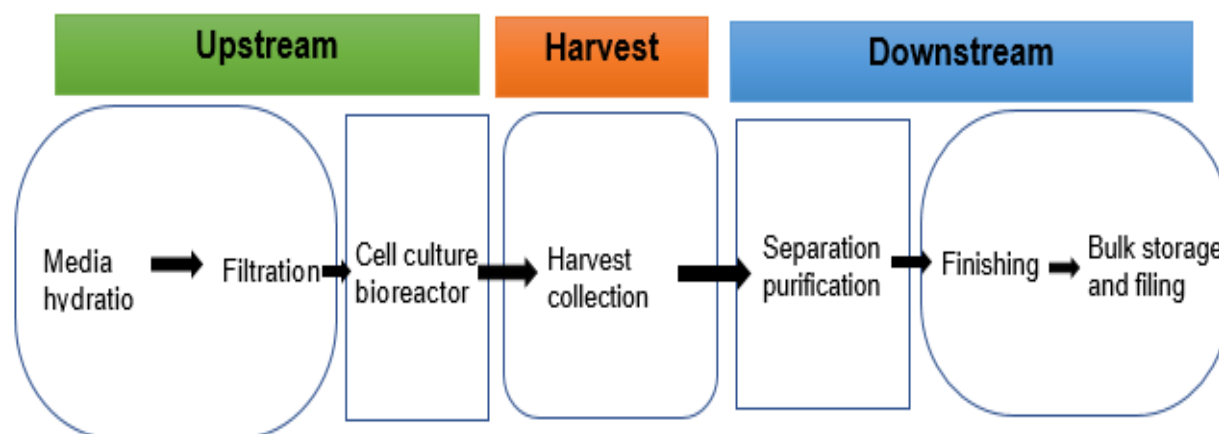 Upstream
Harvest
Downstream
Media
hydratio
Filtration
Cell culture
bioreactor
Harvest
collection
Separation
purification
Finishing
Bulk storage
and filing